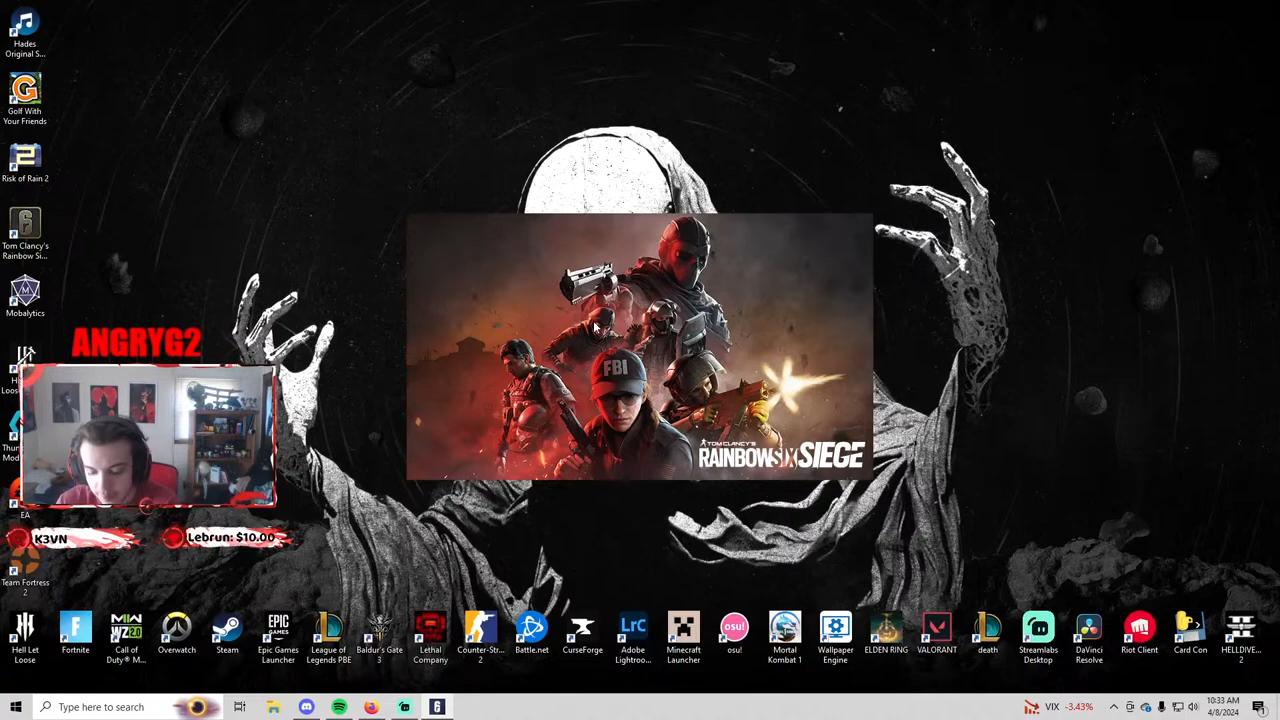 Hades
Original S...
Golf With
Your Friends
Risk of Rain 2
Tom Clancy's
Rainbow Si...
Mobalytics
ANGRYG2
FBI
TOM CLANCY'S
RAINBOWSIX SIEGE
EA
K3VN
Lebrun: $10.00
Team Fortress
2
Hell Let
Loose
Fortnite
Call of
Duty® M...
Overwatch
Steam
Epic Games
Launcher
League of
Legends PBE
Baldur's Gate
3
Lethal
Company
Counter-Str...
2
Battle.net
CurseForge
Adobe
Lightroo...
Minecraft
Launcher
osu!
Mortal
Kombat 1
Wallpaper
Engine
ELDEN RING
VALORANT
death
Streamlabs
Desktop
DaVinci
Resolve
Riot Client
Card Con
HELLDIVE...
2
Type here to search
VIX -3.43%
10:33 AM
4/8/2024